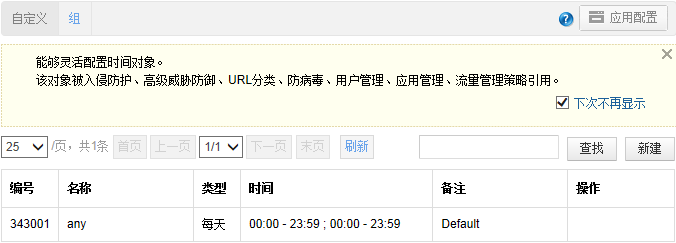 自定义 组 应用配置
能够灵活配置时间对象。
该对象被入侵防护、高级威胁防御、URL分类、防病毒、用户管理、应用管理、流量管理策略引用。
下次不再显示
25 /页，共1条 首页 上一页 1/1 下一页 末页 刷新 查找 新建
编号 名称 类型 时间 备注 操作
343001 any 每天 00:00 - 23:59 ; 00:00 - 23:59 Default